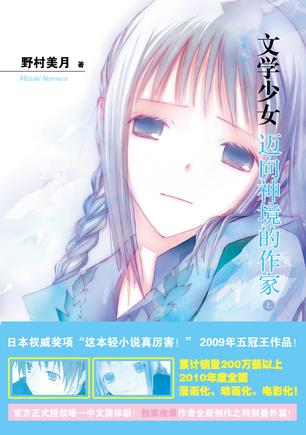 野村美月 著
Mizuki Nomura
文学少女
迈向神境的作家
上
日本权威奖项“这本轻小说真厉害！” 2009年五冠王作品！
累计销量200万册以上
2010年度全面
漫画化、动画化、电影化！
官方正式授权唯一中文简体版！独家收录作者全新创作之特别番外篇！